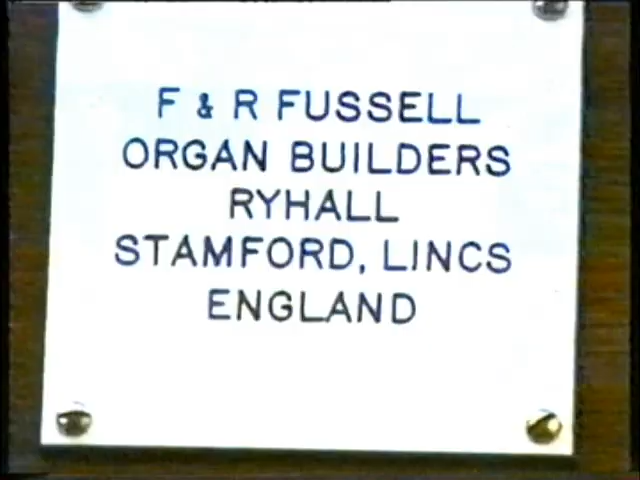 F & R FUSSELL
ORGAN BUILDERS
RYHALL
STAMFORD, LINCS
ENGLAND